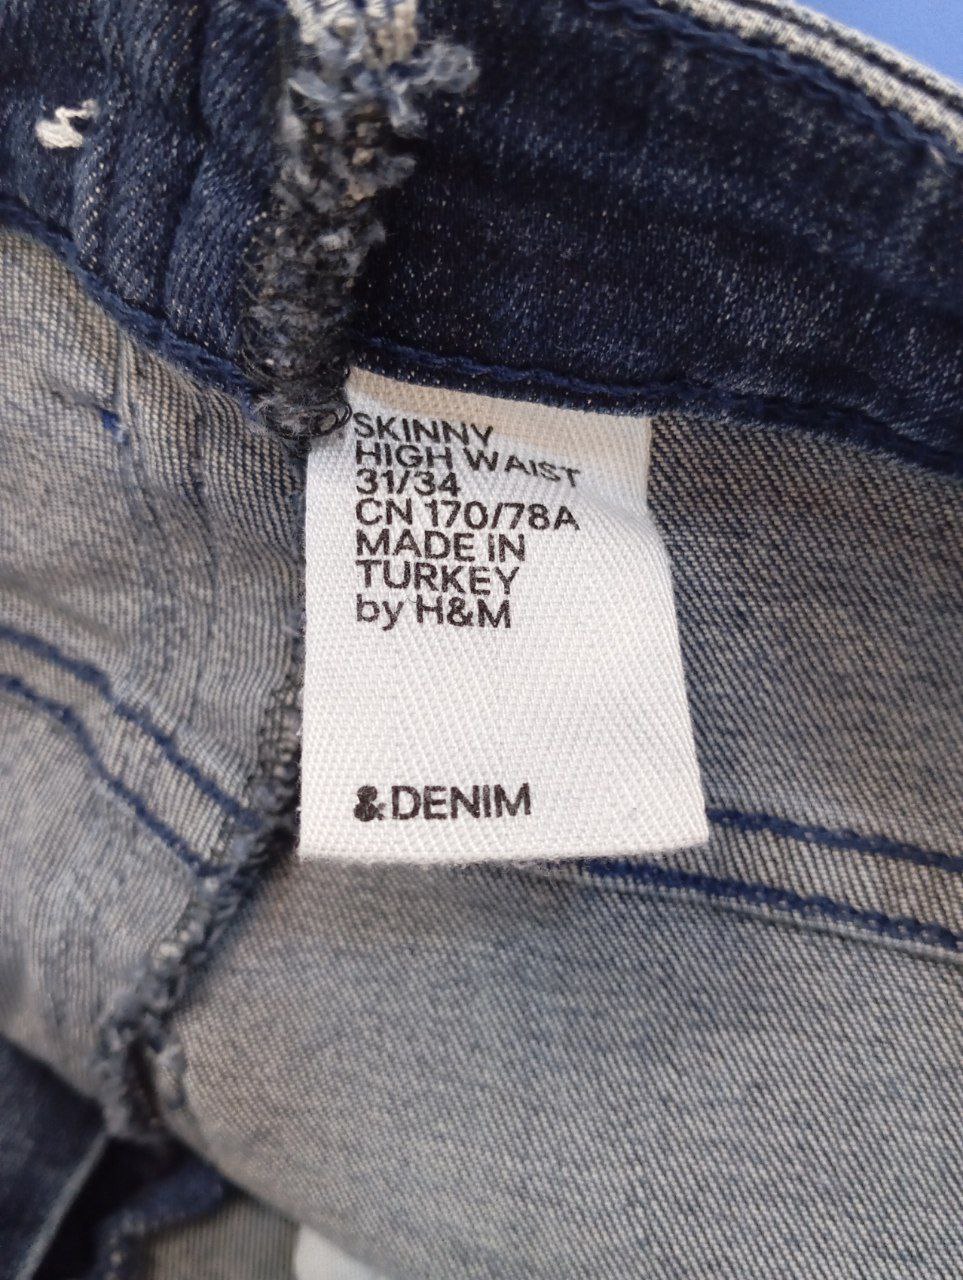 SKINNY
HIGH WAIST
31/34
CN 170/78A
MADE IN
TURKEY
by H&M
&DENIM